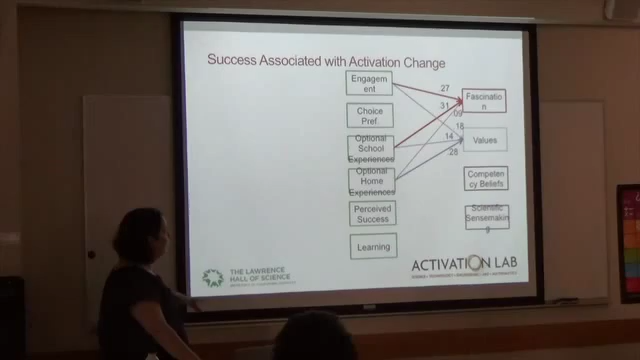 Success Associated with Activation Change
Engagem
ent
Choice
Pref.
Optional
School
Experiences
Optional
Home
Experiences
Perceived
Success
Learning
.27
.31
.09
.18
.14
.28
Fascinatio
n
Values
Competen
cy Beliefs
Scientific
Sensemakin
g
THE LAWRENCE
HALL OF SCIENCE
ACTIVATION LAB